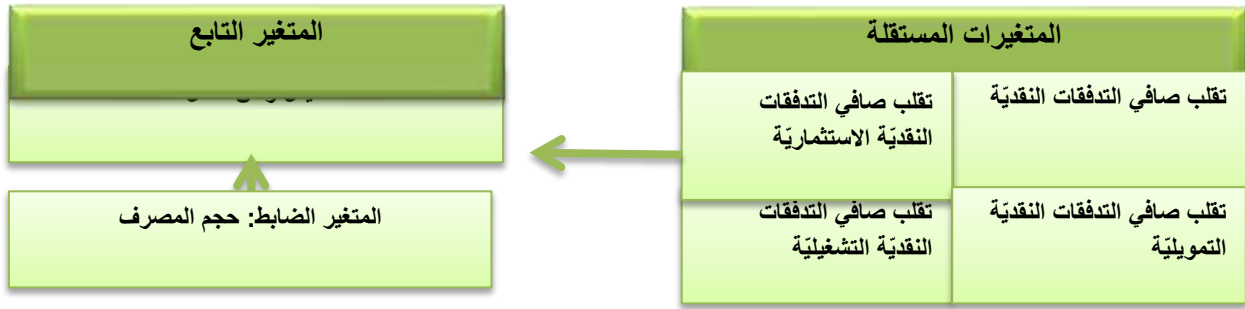 المتغيرات المستقلة
تقلب صافي التدفقات النقديّة
تقلب صافي التدفقات
النقديّة الاستثماريّة
تقلب صافي التدفقات النقديّة
التمويليّة
تقلب صافي التدفقات
النقديّة التشغيليّة
المتغير التابع
المتغير الضابط: حجم المصرف